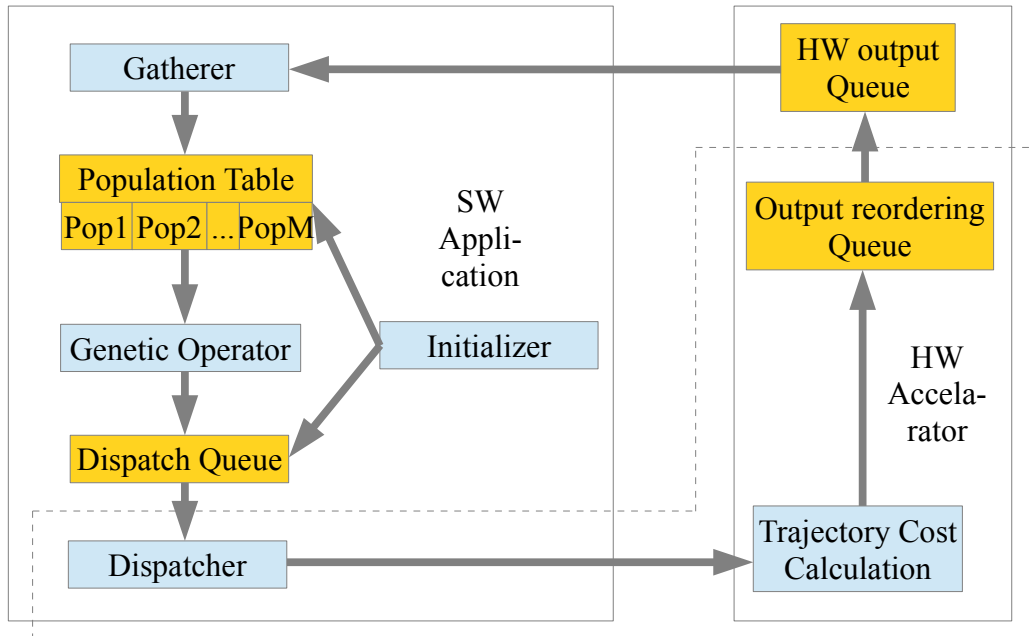 Gatherer
HW output
Queue
Population Table
Pop1 Pop2 ... PopM
SW
Appli-
cation
Output reordering
Queue
Genetic Operator
Initializer
HW
Accela-
rator
Dispatch Queue
Dispatcher
Trajectory Cost
Calculation